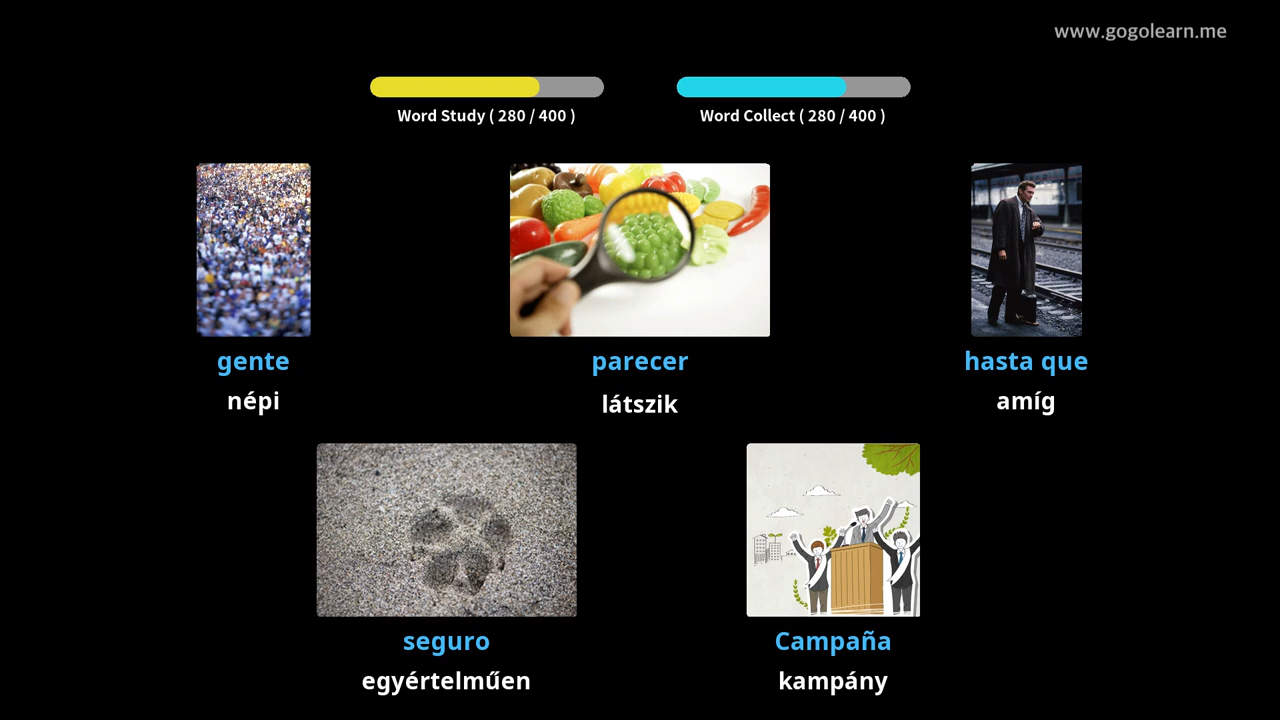 www.gogolearn.me
Word Study ( 280 / 400 )
Word Collect ( 280 / 400 )
gente
népi
parecer
látszik
hasta que
amíg
seguro
egyértelműen
Campaña
kampány